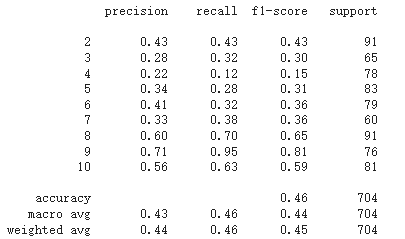 precision recall f1-score support
2 0.43 0.43 0.43 91
3 0.28 0.32 0.30 65
4 0.22 0.12 0.15 78
5 0.34 0.28 0.31 83
6 0.41 0.32 0.36 79
7 0.33 0.38 0.36 60
8 0.60 0.70 0.65 91
9 0.71 0.95 0.81 76
10 0.56 0.63 0.59 81
accuracy 0.46 704
macro avg 0.43 0.46 0.44 704
weighted avg 0.44 0.46 0.45 704